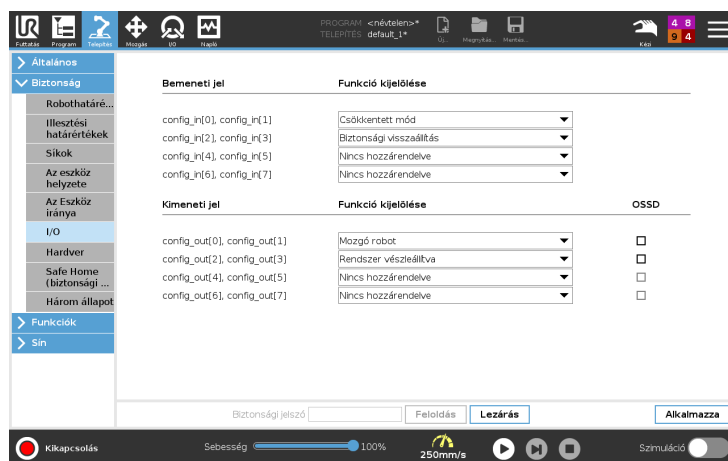 UR
PROGRAM <névtelen>*
TELEPÍTÉS default_1*
Futtatás Program Telepítés Mozgás I/O Napló
Új... Megnyitás... Mentés...
Kézi
4 8
9 4
Általános
Biztonság
Robothatáré...
Illesztési
határértékek
Síkok
Az eszköz
helyzete
Az Eszköz
iránya
I/O
Hardver
Safe Home
(biztonsági ...
Három állapot
Funkciók
Sín
Bemeneti jel Funkció kijelölése
config_in[0], config_in[1] Csökkentett mód
config_in[2], config_in[3] Biztonsági visszaállítás
config_in[4], config_in[5] Nincs hozzárendelve
config_in[6], config_in[7] Nincs hozzárendelve
Kimeneti jel Funkció kijelölése OSSD
config_out[0], config_out[1] Mozgó robot
config_out[2], config_out[3] Rendszer vészleállítva
config_out[4], config_out[5] Nincs hozzárendelve
config_out[6], config_out[7] Nincs hozzárendelve
Biztonsági jelszó Feloldás Lezárás Alkalmazza
Kikapcsolás Sebesség 100% 250mm/s Szimuláció